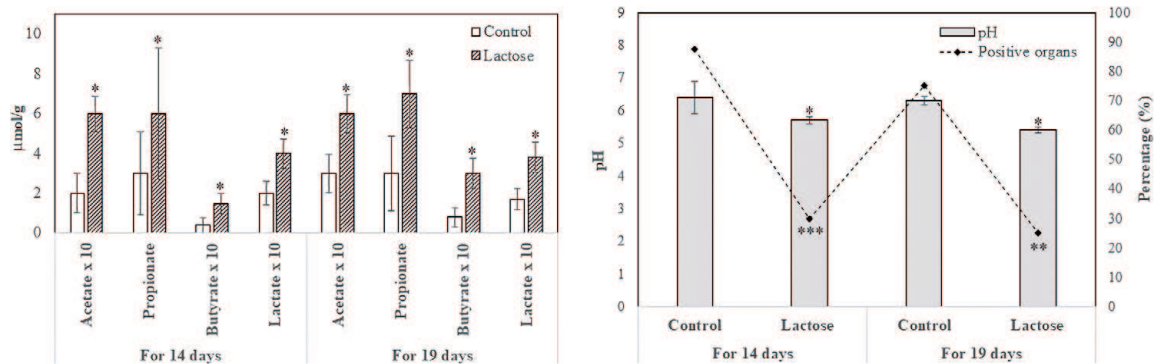 10
8
6
4
2
0
µmol/g
Control
Lactose
*
*
*
*
*
*
*
*
Acetate x 10
Propionate
Butyrate x 10
Lactate x 10
Acetate x 10
Propionate
Butyrate x 10
Lactate x 10
For 14 days
For 19 days
9
8
7
6
5
4
3
2
1
0
pH
pH
Positive organs
*
***
*
**
100
90
80
70
60
50
40
30
20
10
0
Percentage (%)
Control
Lactose
Control
Lactose
For 14 days
For 19 days